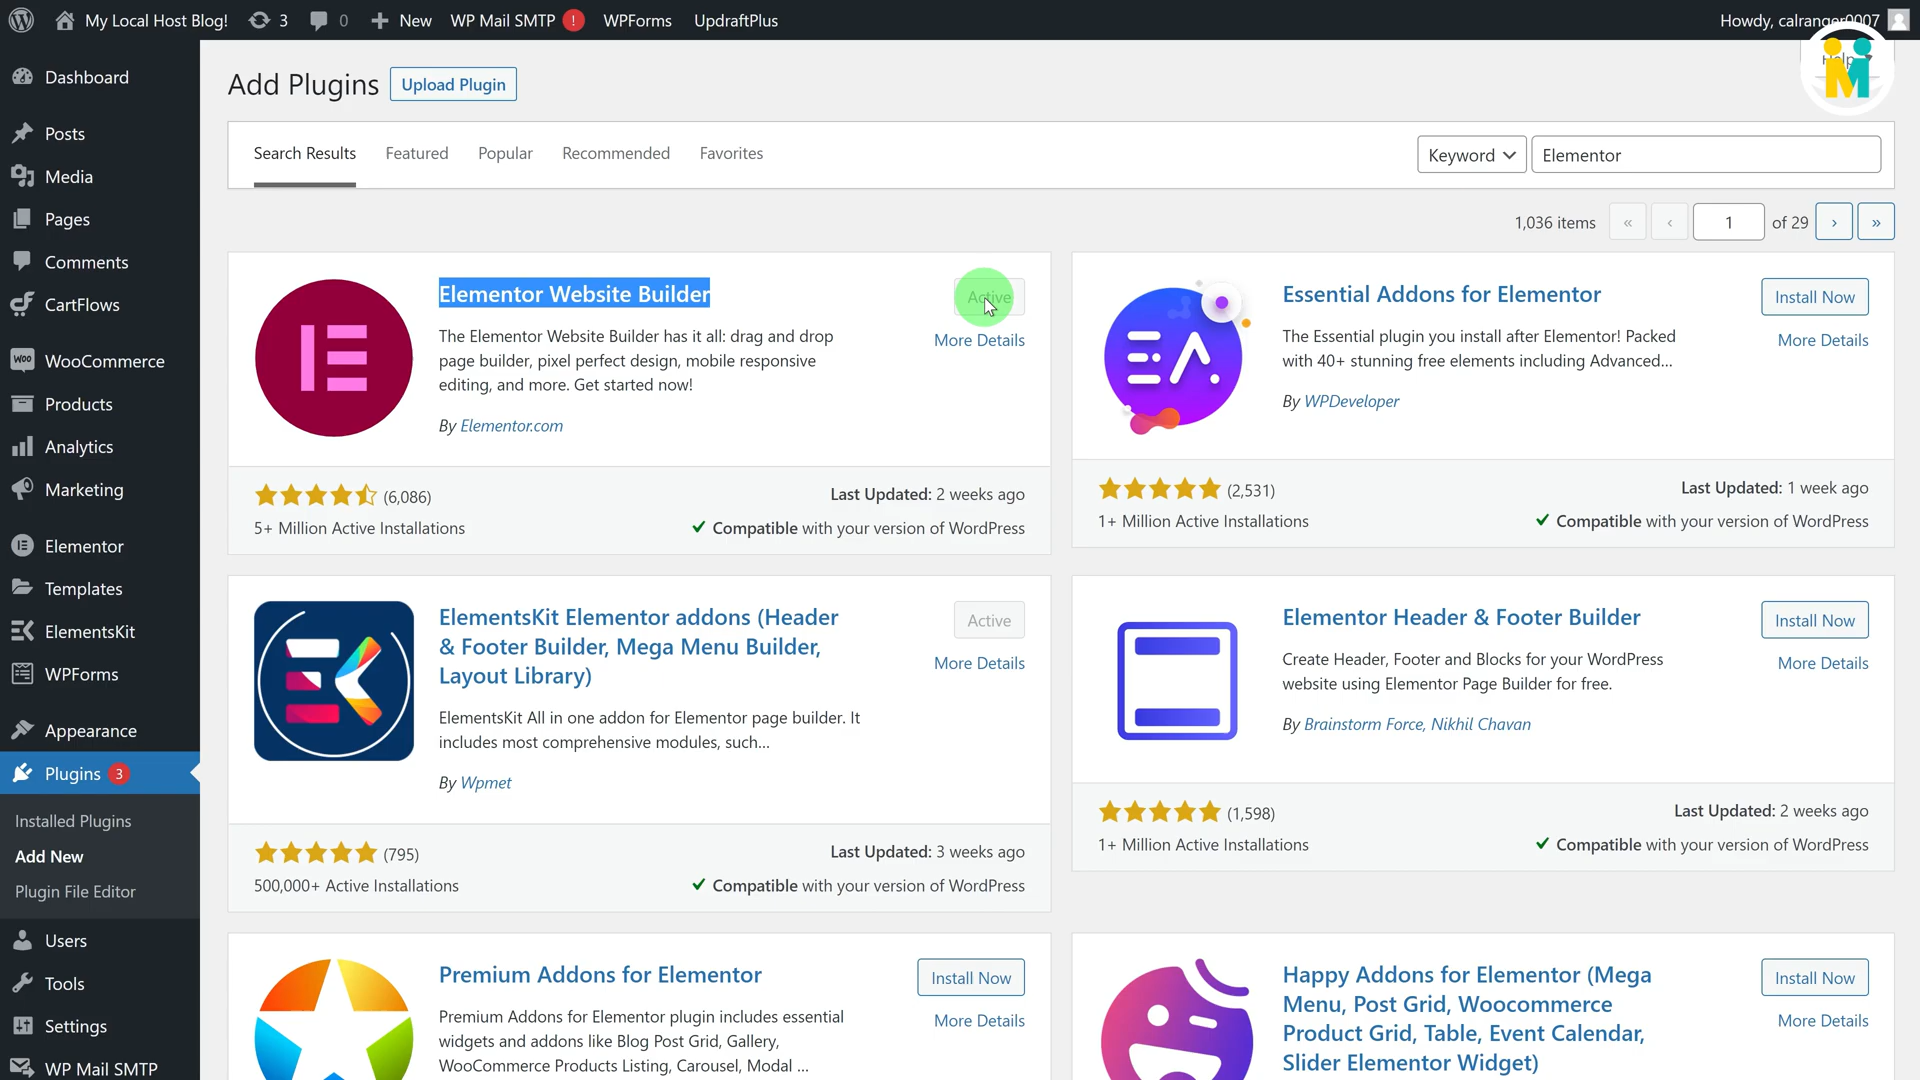 My Local Host Blog! 3 0 New WP Mail SMTP ! WPForms UpdraftPlus Howdy, calranger0007
Dashboard
Posts
Media
Pages
Comments
CartFlows
WooCommerce
Products
Analytics
Marketing
Elementor
Templates
ElementsKit
WPForms
Appearance
Plugins 3
Installed Plugins
Add New
Plugin File Editor
Users
Tools
Settings
WP Mail SMTP
Add Plugins Upload Plugin
Help
Search Results Featured Popular Recommended Favorites Keyword Elementor
1,036 items « ‹ 1 of 29 › »
Elementor Website Builder
Active
More Details
The Elementor Website Builder has it all: drag and drop
page builder, pixel perfect design, mobile responsive
editing, and more. Get started now!
By Elementor.com
(6,086)
Last Updated: 2 weeks ago
5+ Million Active Installations
Compatible with your version of WordPress
Essential Addons for Elementor
Install Now
More Details
The Essential plugin you install after Elementor! Packed
with 40+ stunning free elements including Advanced...
By WPDeveloper
(2,531)
Last Updated: 1 week ago
1+ Million Active Installations
Compatible with your version of WordPress
ElementsKit Elementor addons (Header
& Footer Builder, Mega Menu Builder,
Layout Library)
Active
More Details
ElementsKit All in one addon for Elementor page builder. It
includes most comprehensive modules, such...
By Wpmet
(795)
Last Updated: 3 weeks ago
500,000+ Active Installations
Compatible with your version of WordPress
Elementor Header & Footer Builder
Install Now
More Details
Create Header, Footer and Blocks for your WordPress
website using Elementor Page Builder for free.
By Brainstorm Force, Nikhil Chavan
(1,598)
Last Updated: 2 weeks ago
1+ Million Active Installations
Compatible with your version of WordPress
Premium Addons for Elementor
Install Now
More Details
Premium Addons for Elementor plugin includes essential
widgets and addons like Blog Post Grid, Gallery,
WooCommerce Products Listing, Carousel, Modal ...
Happy Addons for Elementor (Mega
Menu, Post Grid, Woocommerce
Product Grid, Table, Event Calendar,
Slider Elementor Widget)
Install Now
More Details